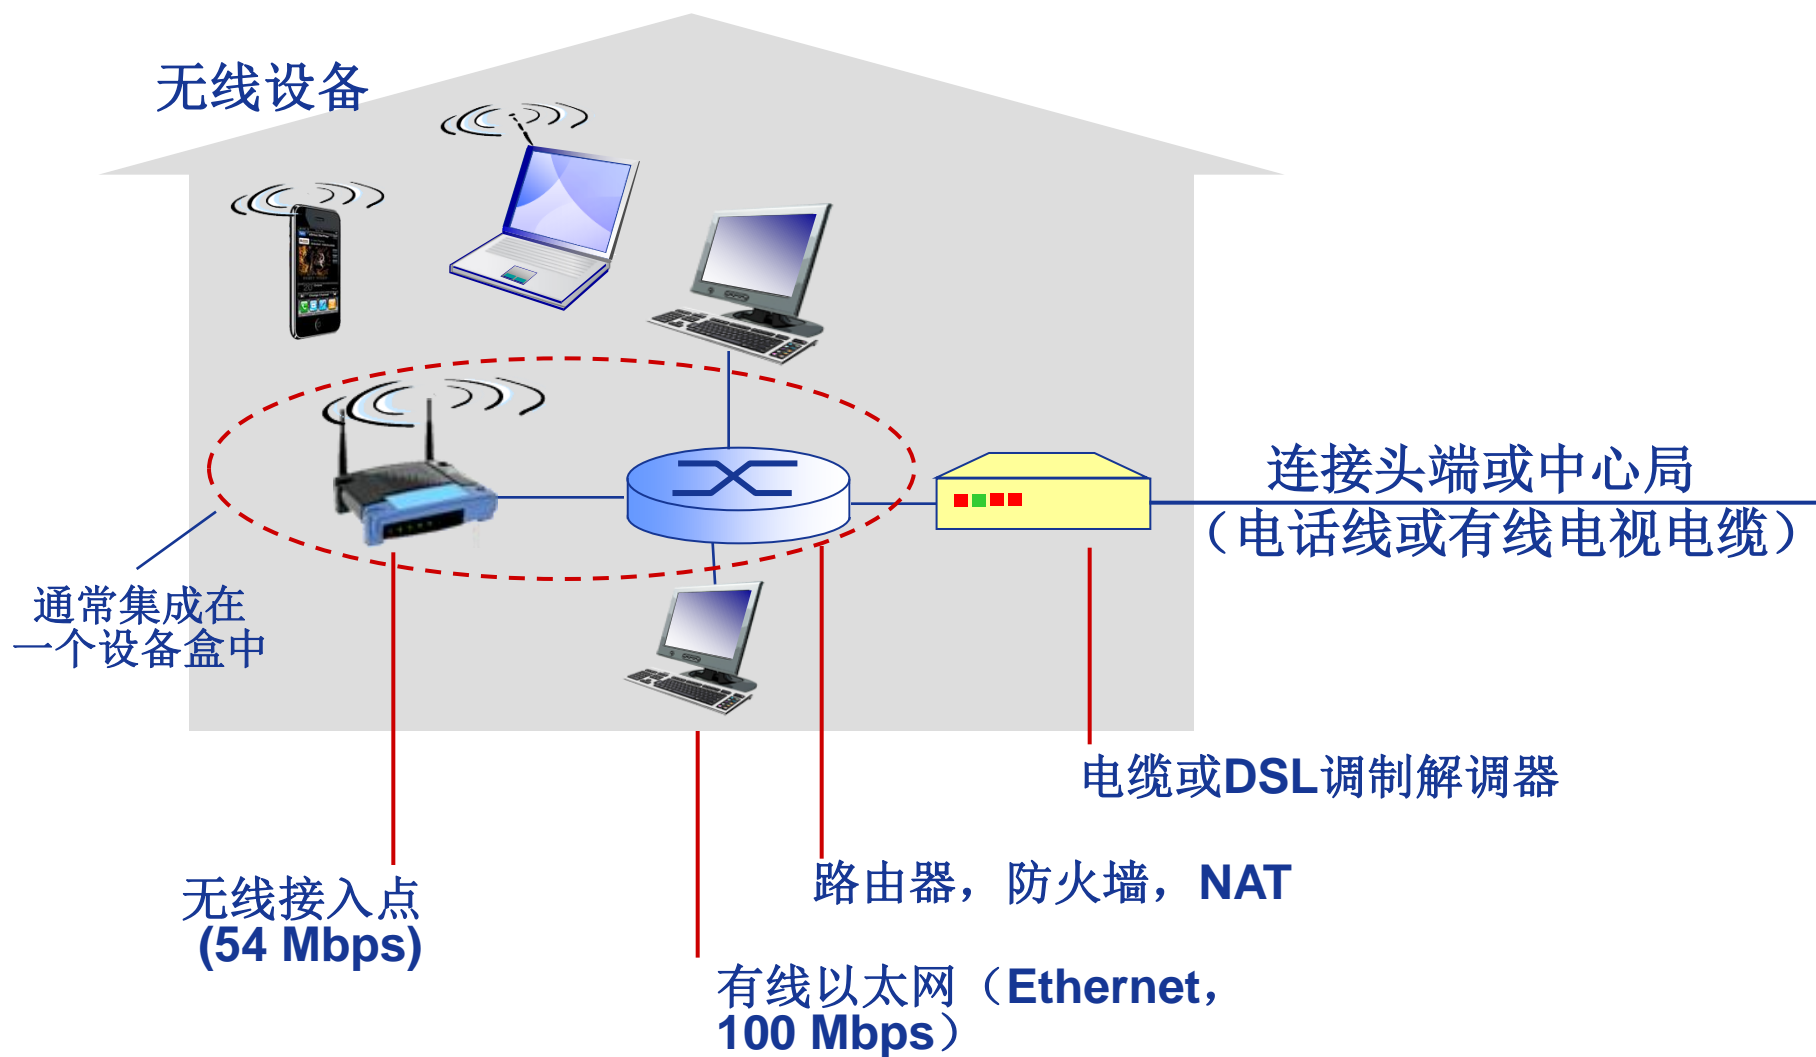 无线设备
连接头端或中心局
（电话线或有线电视电缆）
通常集成在
一个设备盒中
电缆或DSL调制解调器
路由器，防火墙，NAT
无线接入点
(54 Mbps)
有线以太网（Ethernet，
100 Mbps）